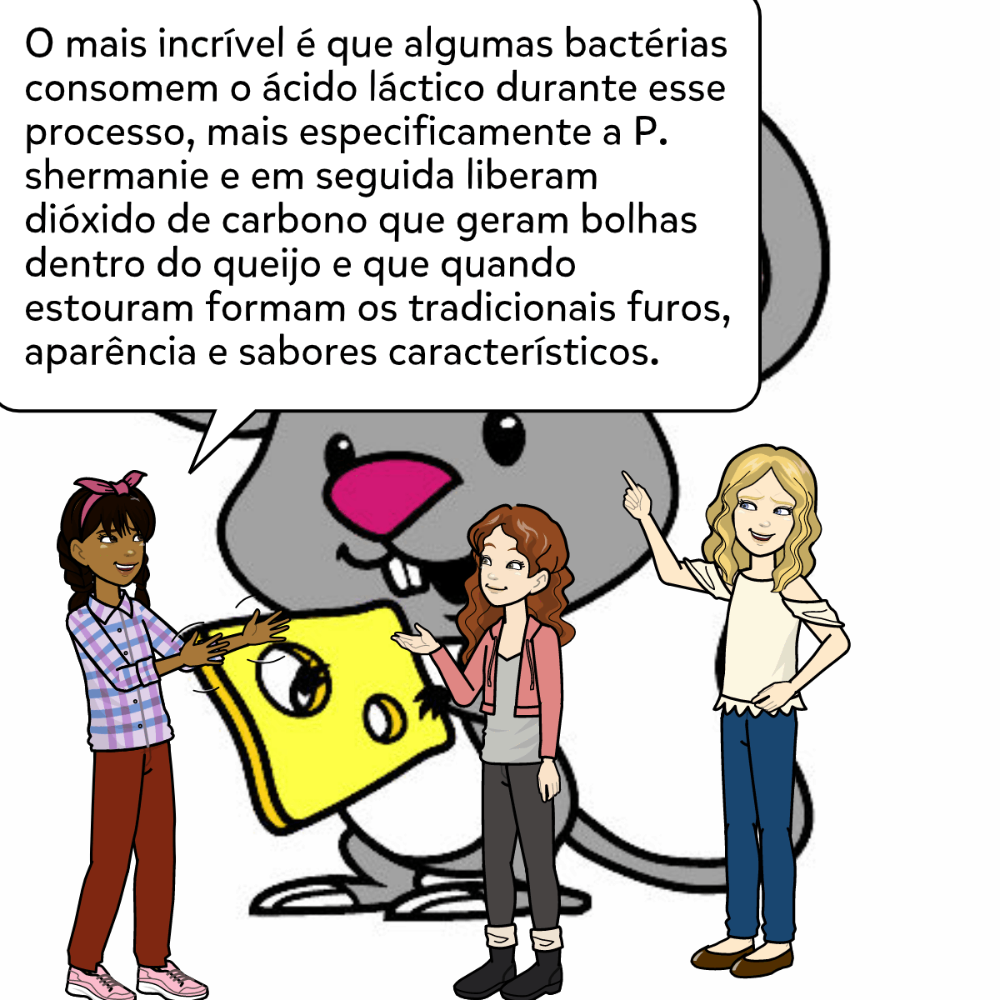 O mais incrível é que algumas bactérias
consomem o ácido láctico durante esse
processo, mais especificamente a P.
shermanie e em seguida liberam
dióxido de carbono que geram bolhas
dentro do queijo e que quando
estouram formam os tradicionais furos,
aparência e sabores característicos.